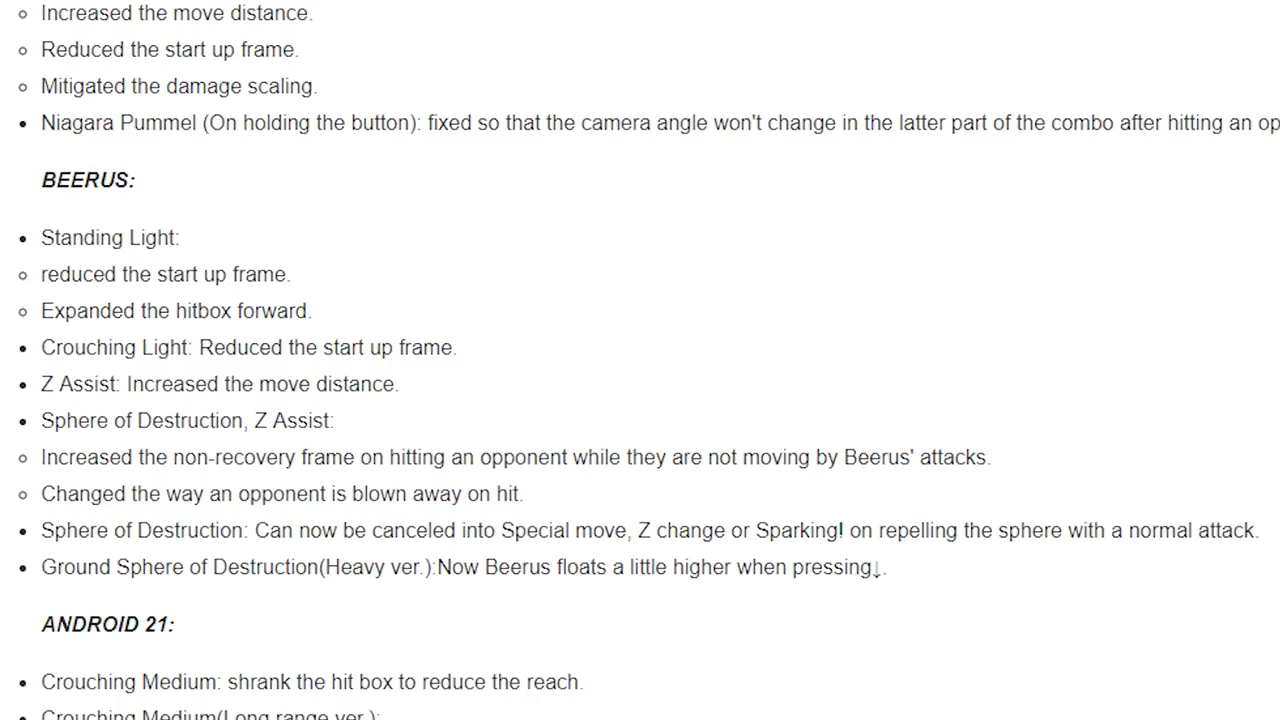 Increased the move distance.
Reduced the start up frame.
Mitigated the damage scaling.
Niagara Pummel (On holding the button): fixed so that the camera angle won't change in the latter part of the combo after hitting an
BEERUS:
Standing Light:
reduced the start up frame.
Expanded the hitbox forward.
Crouching Light: Reduced the start up frame.
Z Assist: Increased the move distance.
Sphere of Destruction, Z Assist:
Increased the non-recovery frame on hitting an opponent while they are not moving by Beerus' attacks.
Changed the way an opponent is blown away on hit.
Sphere of Destruction: Can now be canceled into Special move, Z change or Sparking! on repelling the sphere with a normal attack.
Ground Sphere of Destruction(Heavy ver.):Now Beerus floats a little higher when pressing↓.
ANDROID 21:
Crouching Medium: shrank the hit box to reduce the reach.
Crouching Medium(Long range ver.):